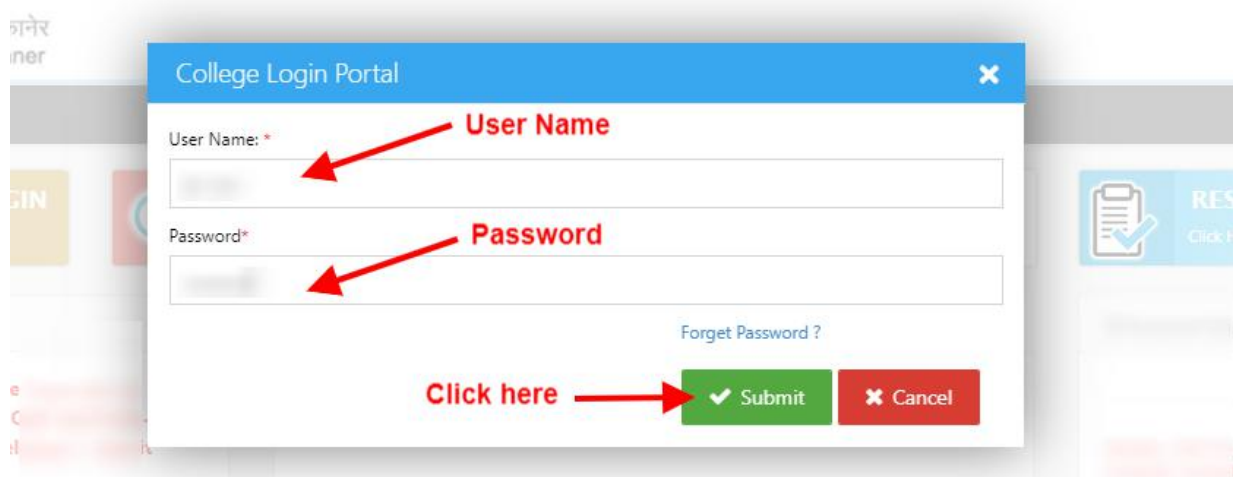 College Login Portal
User Name: *
User Name
Password*
Password
Forget Password ?
Click here
Submit
Cancel